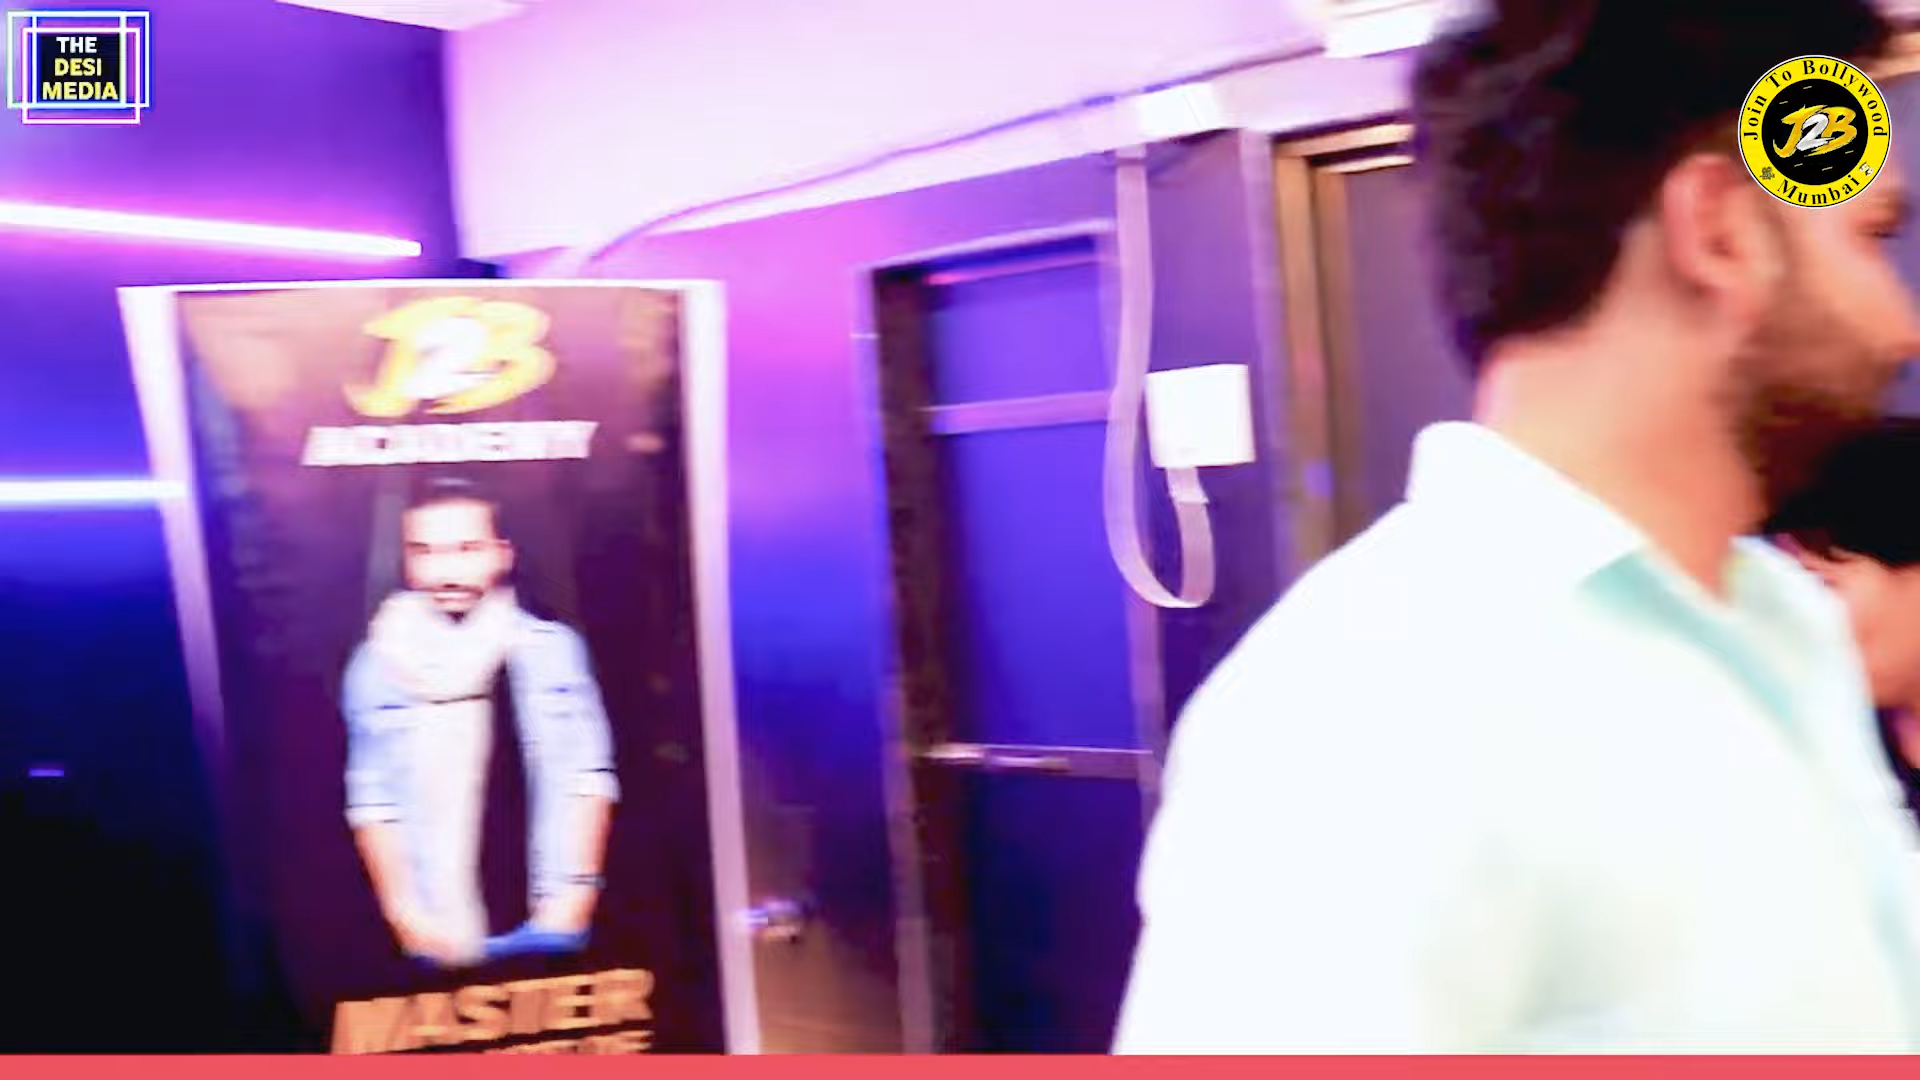 THE
DESI
MEDIA
Join To Bollywood
J2B
Mumbai
J2B
ACADEMY
MASTER